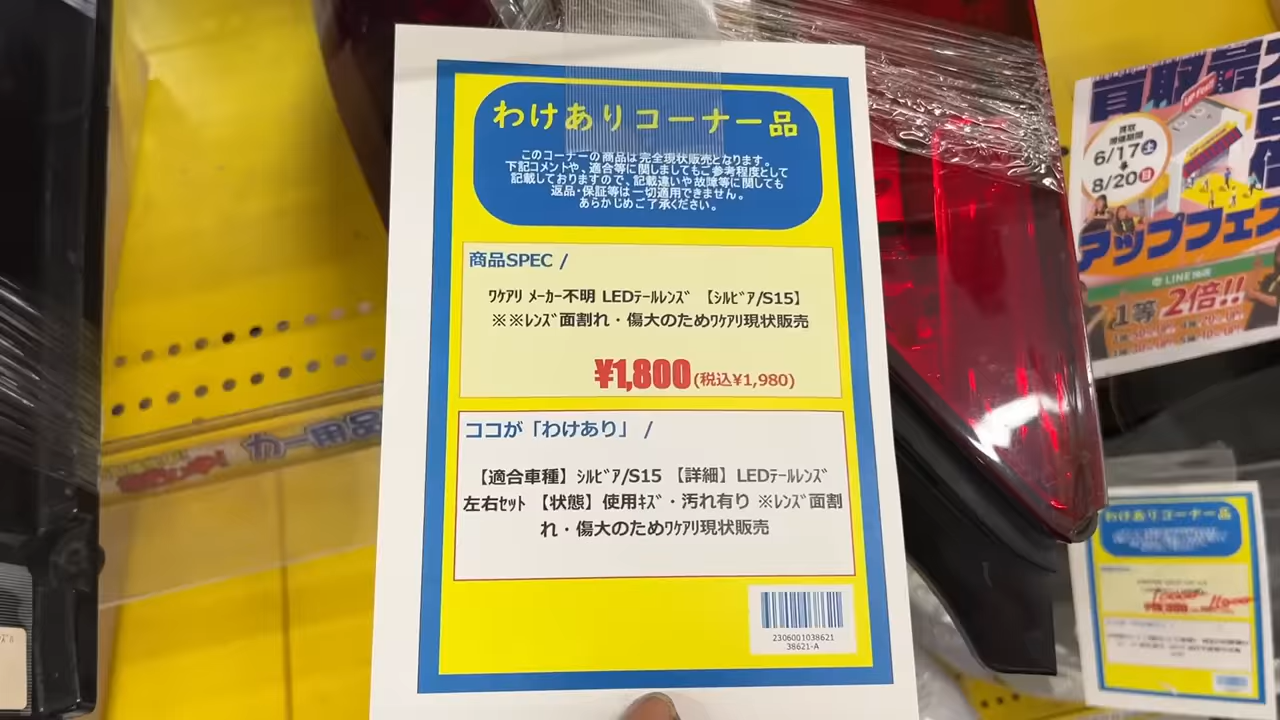 わけありコーナー品
このコーナーの商品は完全現状販売となります。
下記コメントや、適合等に関しましてもご参考程度として
記載しておりますので、記載違いや故障等に関しても
返品・保証等は一切適用できません。
あらかじめご了承ください。
商品SPEC /
ﾜｹｱﾘ ﾒｰｶｰ不明 LEDﾃｰﾙﾚﾝｽﾞ 【ｼﾙﾋﾞｱ/S15】
※※ﾚﾝｽﾞ面割れ・傷大のためﾜｹｱﾘ現状販売
¥1,800(税込¥1,980)
ココが「わけあり」 /
【適合車種】ｼﾙﾋﾞｱ/S15 【詳細】LEDﾃｰﾙﾚﾝｽﾞ
左右ｾｯﾄ 【状態】使用ｷｽﾞ・汚れ有り ※ﾚﾝｽﾞ面割
れ・傷大のためﾜｹｱﾘ現状販売
2306001038621
38621-A
カー用品
買取
UP Fest
買取
6/17土
8/20日
アップフェス
LINE
1等 2倍!!
わけありコーナー品